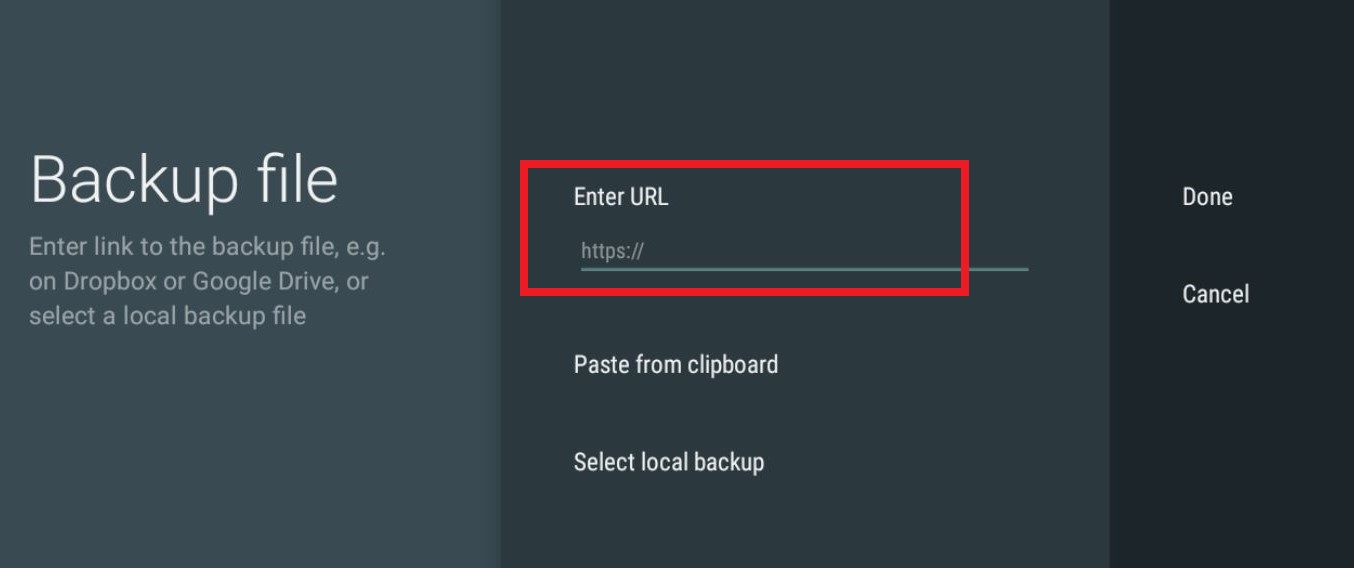 Backup file
Enter link to the backup file, e.g.
on Dropbox or Google Drive, or
select a local backup file
Enter URL
https://
Paste from clipboard
Select local backup
Done
Cancel